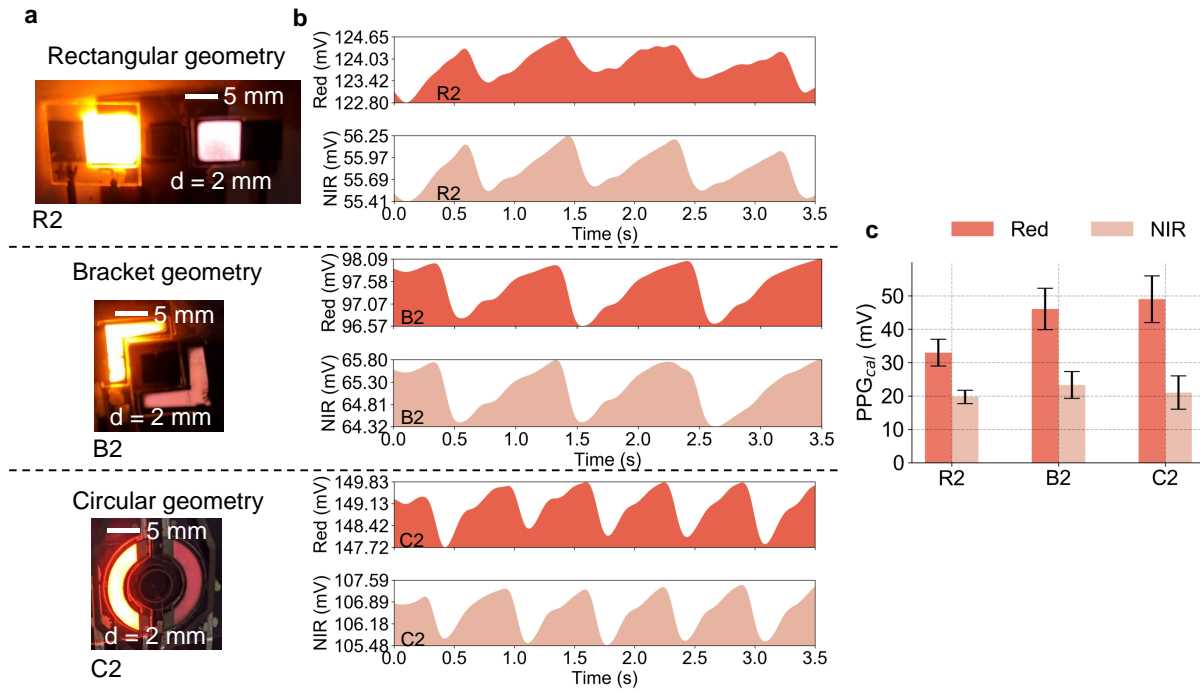 a
Rectangular geometry
5 mm
d = 2 mm
R2
Bracket geometry
5 mm
d = 2 mm
B2
Circular geometry
5 mm
d = 2 mm
C2
b
Red (mV)
124.65
124.03
123.42
122.80
R2
NIR (mV)
56.25
55.97
55.69
55.41
R2
0.0 0.5 1.0 1.5 2.0 2.5 3.0 3.5
Time (s)
Red (mV)
98.09
97.58
97.07
96.57
B2
NIR (mV)
65.80
65.30
64.81
64.32
B2
0.0 0.5 1.0 1.5 2.0 2.5 3.0 3.5
Time (s)
Red (mV)
149.83
149.13
148.42
147.72
C2
NIR (mV)
107.59
106.89
106.18
105.48
C2
0.0 0.5 1.0 1.5 2.0 2.5 3.0 3.5
Time (s)
c
Red NIR
PPGcal (mV)
50
40
30
20
10
0
R2 B2 C2